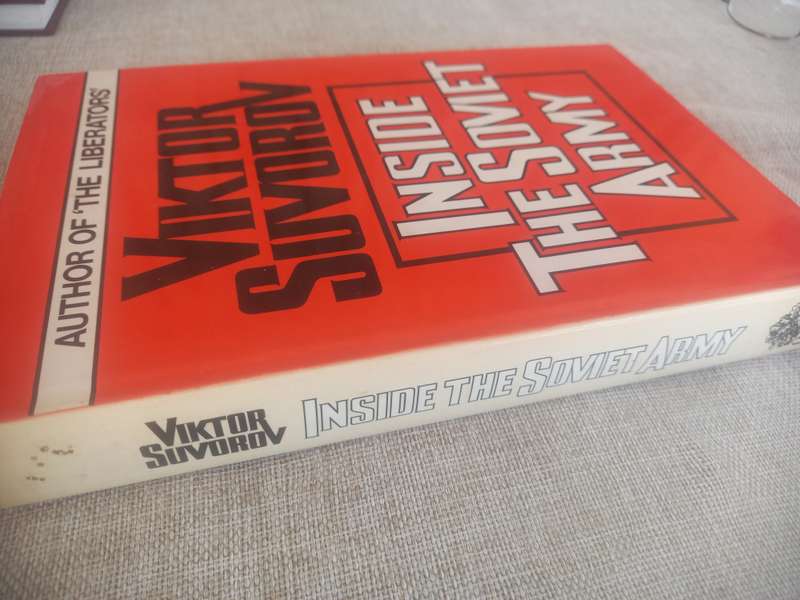 AUTHOR OF 'THE LIBERATORS'
VIKTOR
SUVOROV
INSIDE
THE SOVIET
ARMY
VIKTOR
SUVOROV
INSIDE THE SOVIET ARMY